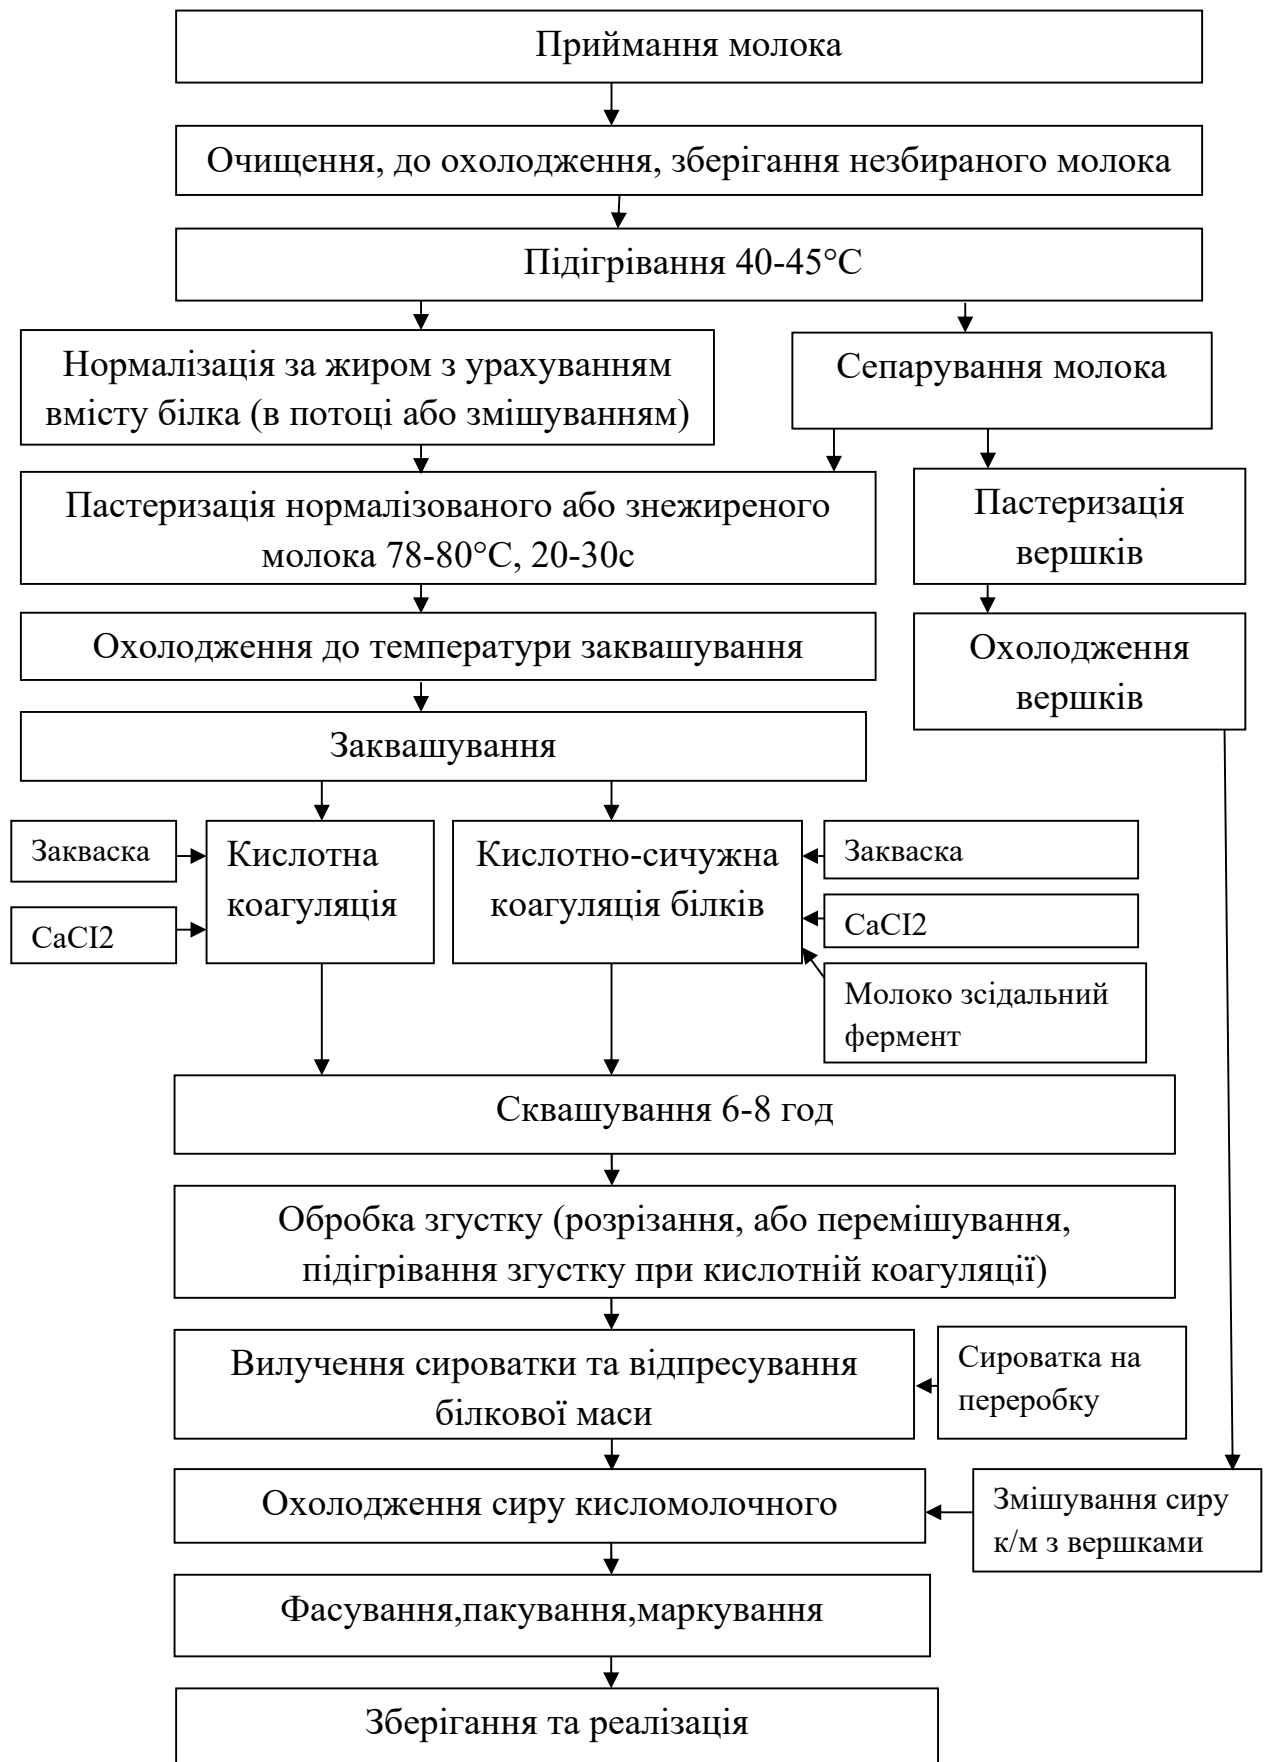 Приймання молока
Очищення, до охолодження, зберігання незбираного молока
Підігрівання 40-45°С
Нормалізація за жиром з урахуванням
вмісту білка (в потоці або змішуванням)
Сепарування молока
Пастеризація нормалізованого або знежиреного
молока 78-80°С, 20-30с
Пастеризація
вершків
Охолодження до температури заквашування
Охолодження
вершків
Заквашування
Закваска
СаСІ2
Кислотна
коагуляція
Кислотно-сичужна
коагуляція білків
Закваска
СаСІ2
Молоко зсідальний
фермент
Сквашування 6-8 год
Обробка згустку (розрізання, або перемішування,
підігрівання згустку при кислотній коагуляції)
Вилучення сироватки та відпресування
білкової маси
Сироватка на
переробку
Охолодження сиру кисломолочного
Змішування сиру
к/м з вершками
Фасування,пакування,маркування
Зберігання та реалізація